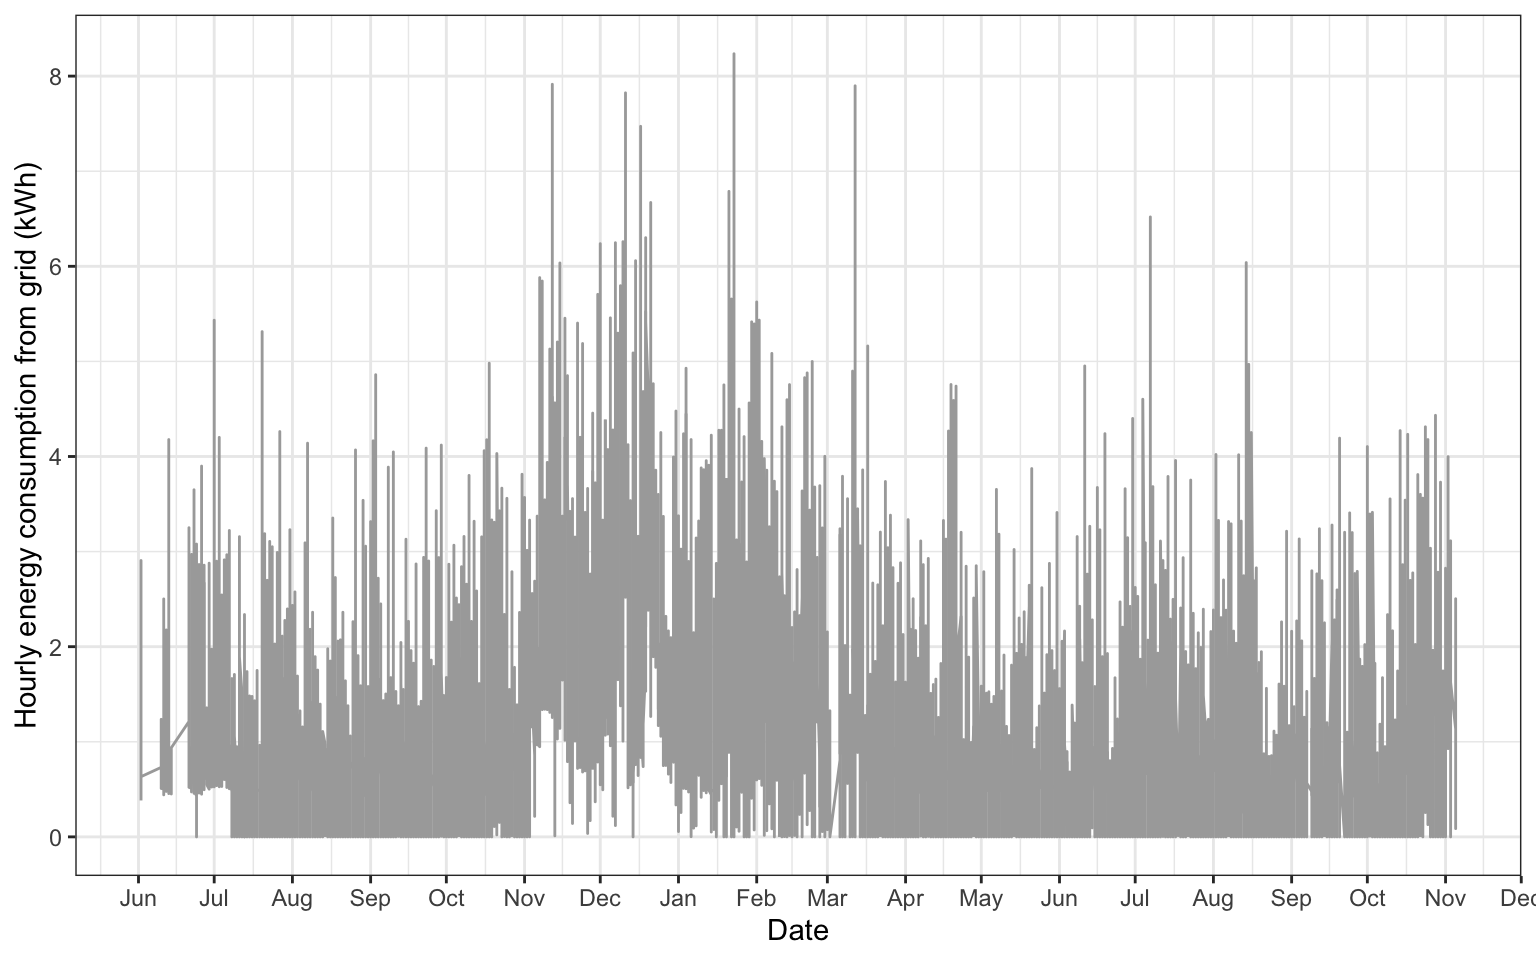 Hourly energy consumption from grid (kWh)
8
6
4
2
0
Jun Jul Aug Sep Oct Nov Dec Jan Feb Mar Apr May Jun Jul Aug Sep Oct Nov Dec
Date